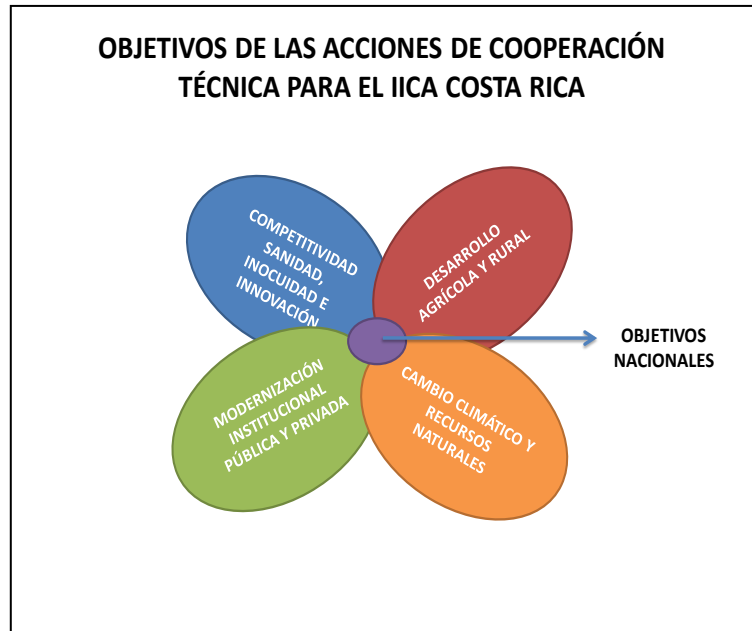 OBJETIVOS DE LAS ACCIONES DE COOPERACIÓN
TÉCNICA PARA EL IICA COSTA RICA
COMPETITIVIDAD
SANIDAD,
INOCUIDAD E
INNOVACIÓN
DESARROLLO
AGRÍCOLA Y RURAL
OBJETIVOS
NACIONALES
MODERNIZACIÓN
INSTITUCIONAL
PÚBLICA Y PRIVADA
CAMBIO CLIMÁTICO Y
RECURSOS
NATURALES